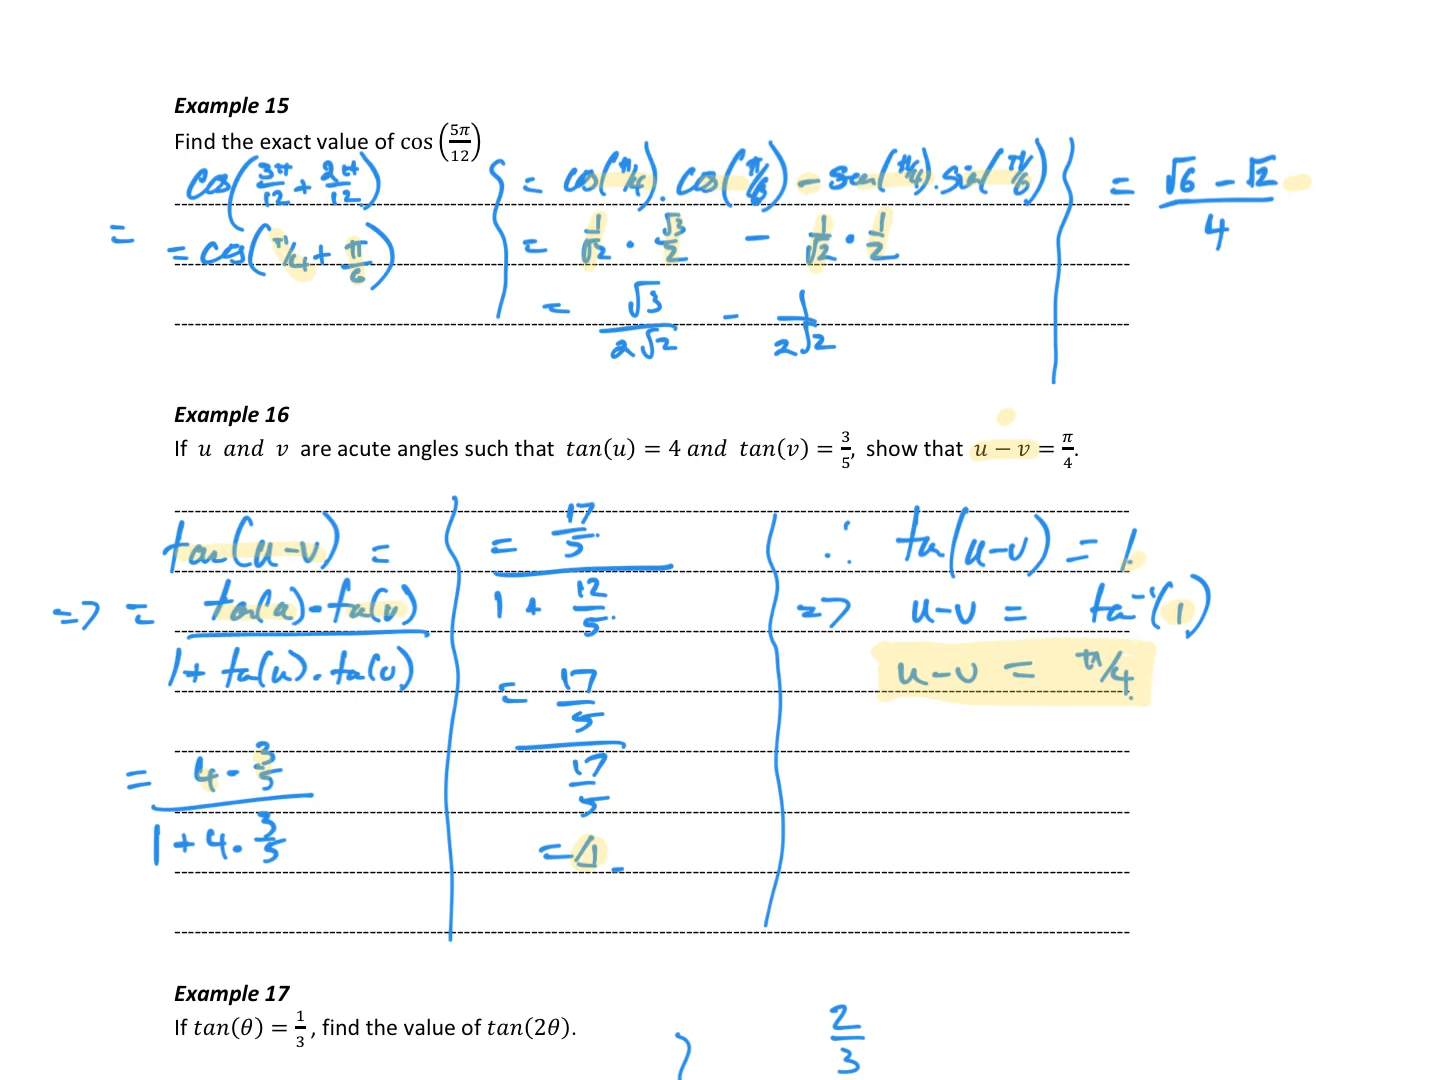 Example 15
Find the exact value of cos (5π/12)
cos(3π/12 + 2π/12)
= = cos(π/4 + π/6)
= cos(π/4) . cos(π/6) - sen(π/4) . sin(π/6)
= 1/√2 · √3/2 - 1/√2 · 1/2
= √3/2√2 - 1/2√2
= √6 - √2/4
Example 16
If u and v are acute angles such that tan(u) = 4 and tan(v) = 3/5, show that u − v = π/4.
tan(u-v) =
=> = tan(u) - tan(v)/1 + tan(u) . tan(v)
= 4 - 3/5/1 + 4 · 3/5
= 17/5/1 + 12/5
= 17/5/17/5
= 1
∴ tan(u-v) = 1.
=> u-v = tan⁻¹(1)
u-v = π/4.
Example 17
If tan(θ) = 1/3, find the value of tan(2θ).
2/3